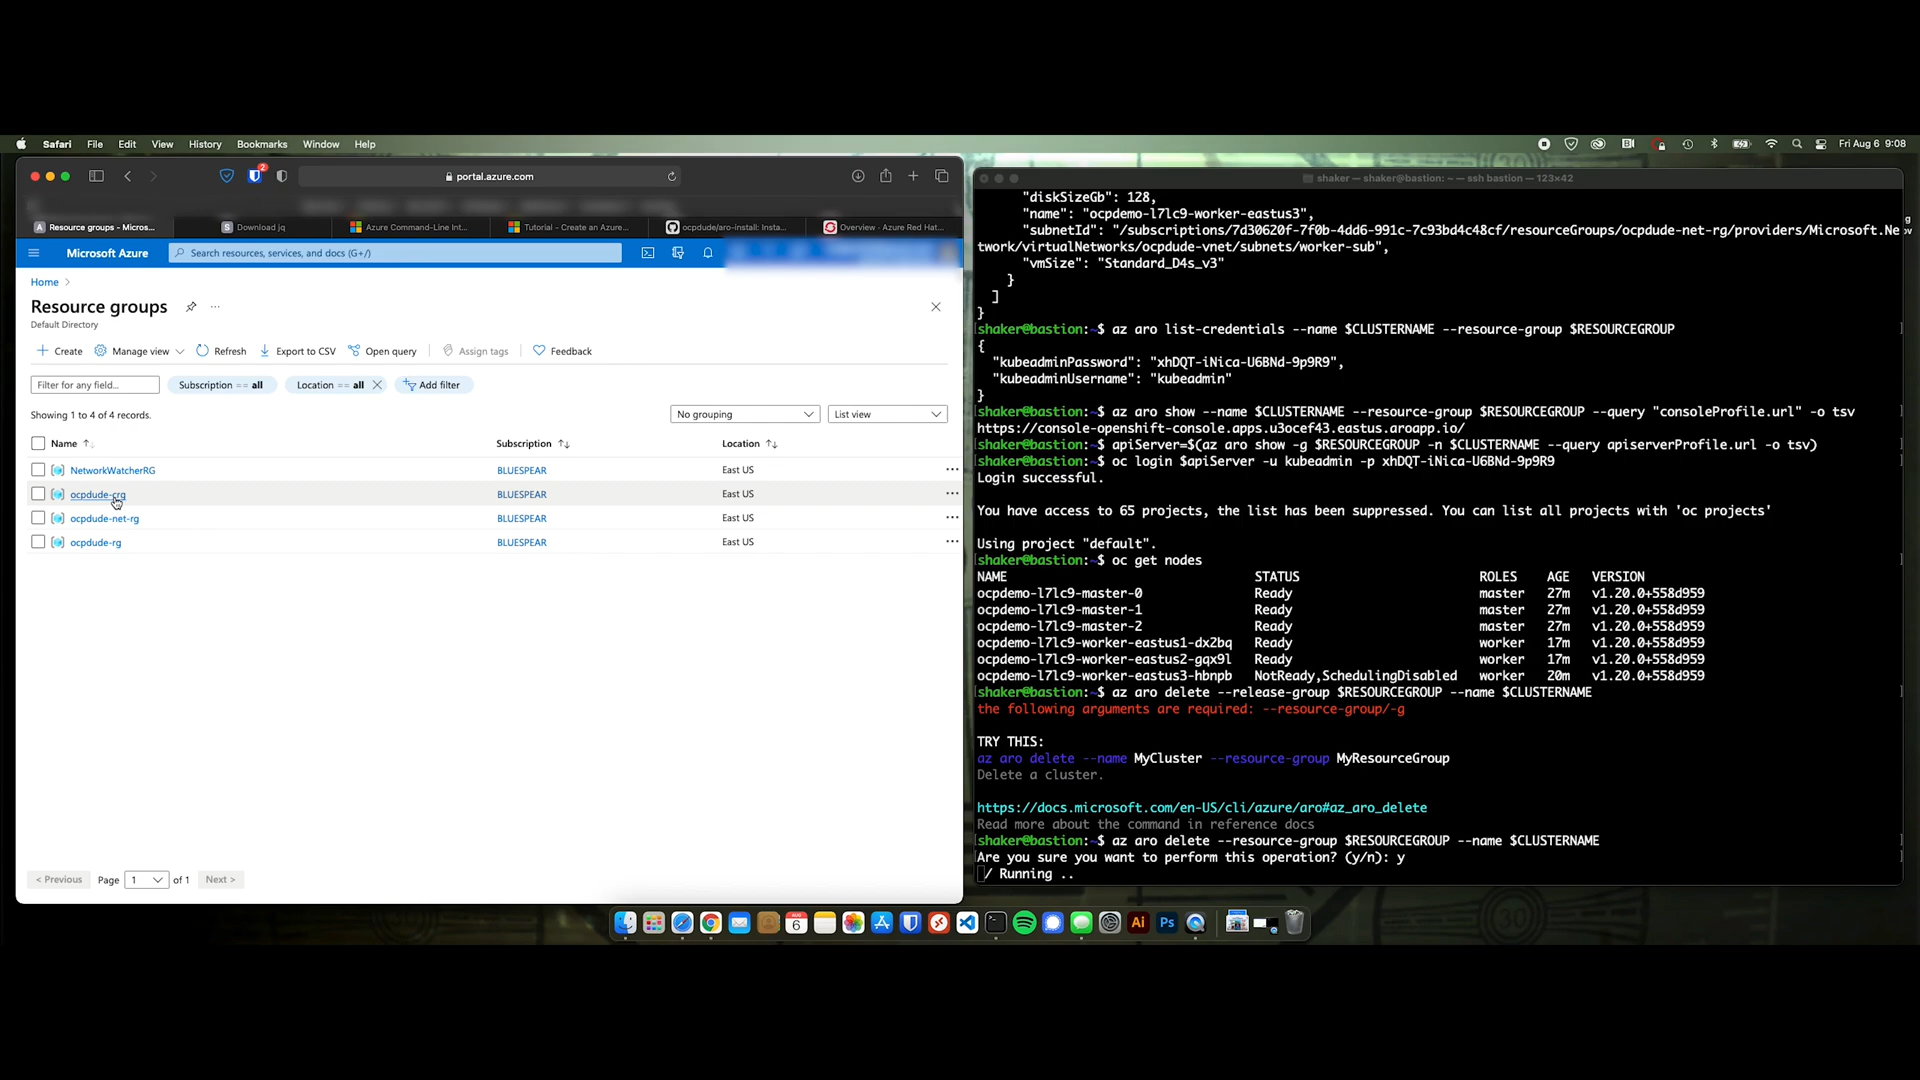 Safari File Edit View History Bookmarks Window Help
Fri Aug 6 9:08
2
portal.azure.com
Resource groups - Micros...
Download jq
Azure Command-Line Int...
Tutorial - Create an Azure...
ocpdude/aro-install: Insta...
Overview - Azure Red Hat...
Microsoft Azure
Search resources, services, and docs (G+/)
Home >
Resource groups
Default Directory
Create
Manage view
Refresh
Export to CSV
Open query
Assign tags
Feedback
Filter for any field...
Subscription == all
Location == all
Add filter
Showing 1 to 4 of 4 records.
No grouping
List view
Name Subscription Location
NetworkWatcherRG BLUESPEAR East US
ocpdude-crg BLUESPEAR East US
ocpdude-net-rg BLUESPEAR East US
ocpdude-rg BLUESPEAR East US
< Previous Page 1 of 1 Next >
shaker — shaker@bastion: ~ — ssh bastion — 123×42
"diskSizeGb": 128,
"name": "ocpdemo-l7lc9-worker-eastus3",
"subnetId": "/subscriptions/7d30620f-7f0b-4dd6-991c-7c93bd4c48cf/resourceGroups/ocpdude-net-rg/providers/Microsoft.Ne
twork/virtualNetworks/ocpdude-vnet/subnets/worker-sub",
"vmSize": "Standard_D4s_v3"
}
]
}
shaker@bastion:~$ az aro list-credentials --name $CLUSTERNAME --resource-group $RESOURCEGROUP
{
"kubeadminPassword": "xhDQT-iNica-U6BNd-9p9R9",
"kubeadminUsername": "kubeadmin"
}
shaker@bastion:~$ az aro show --name $CLUSTERNAME --resource-group $RESOURCEGROUP --query "consoleProfile.url" -o tsv
https://console-openshift-console.apps.u3ocef43.eastus.aroapp.io/
shaker@bastion:~$ apiServer=$(az aro show -g $RESOURCEGROUP -n $CLUSTERNAME --query apiserverProfile.url -o tsv)
shaker@bastion:~$ oc login $apiServer -u kubeadmin -p xhDQT-iNica-U6BNd-9p9R9
Login successful.
You have access to 65 projects, the list has been suppressed. You can list all projects with 'oc projects'
Using project "default".
shaker@bastion:~$ oc get nodes
NAME STATUS ROLES AGE VERSION
ocpdemo-l7lc9-master-0 Ready master 27m v1.20.0+558d959
ocpdemo-l7lc9-master-1 Ready master 27m v1.20.0+558d959
ocpdemo-l7lc9-master-2 Ready master 27m v1.20.0+558d959
ocpdemo-l7lc9-worker-eastus1-dx2bq Ready worker 17m v1.20.0+558d959
ocpdemo-l7lc9-worker-eastus2-gqx9l Ready worker 17m v1.20.0+558d959
ocpdemo-l7lc9-worker-eastus3-hbnpb NotReady,SchedulingDisabled worker 20m v1.20.0+558d959
shaker@bastion:~$ az aro delete --release-group $RESOURCEGROUP --name $CLUSTERNAME
the following arguments are required: --resource-group/-g
TRY THIS:
az aro delete --name MyCluster --resource-group MyResourceGroup
Delete a cluster.
https://docs.microsoft.com/en-US/cli/azure/aro#az_aro_delete
Read more about the command in reference docs
shaker@bastion:~$ az aro delete --resource-group $RESOURCEGROUP --name $CLUSTERNAME
Are you sure you want to perform this operation? (y/n): y
/ Running ..
AUG
6
Ai
Ps